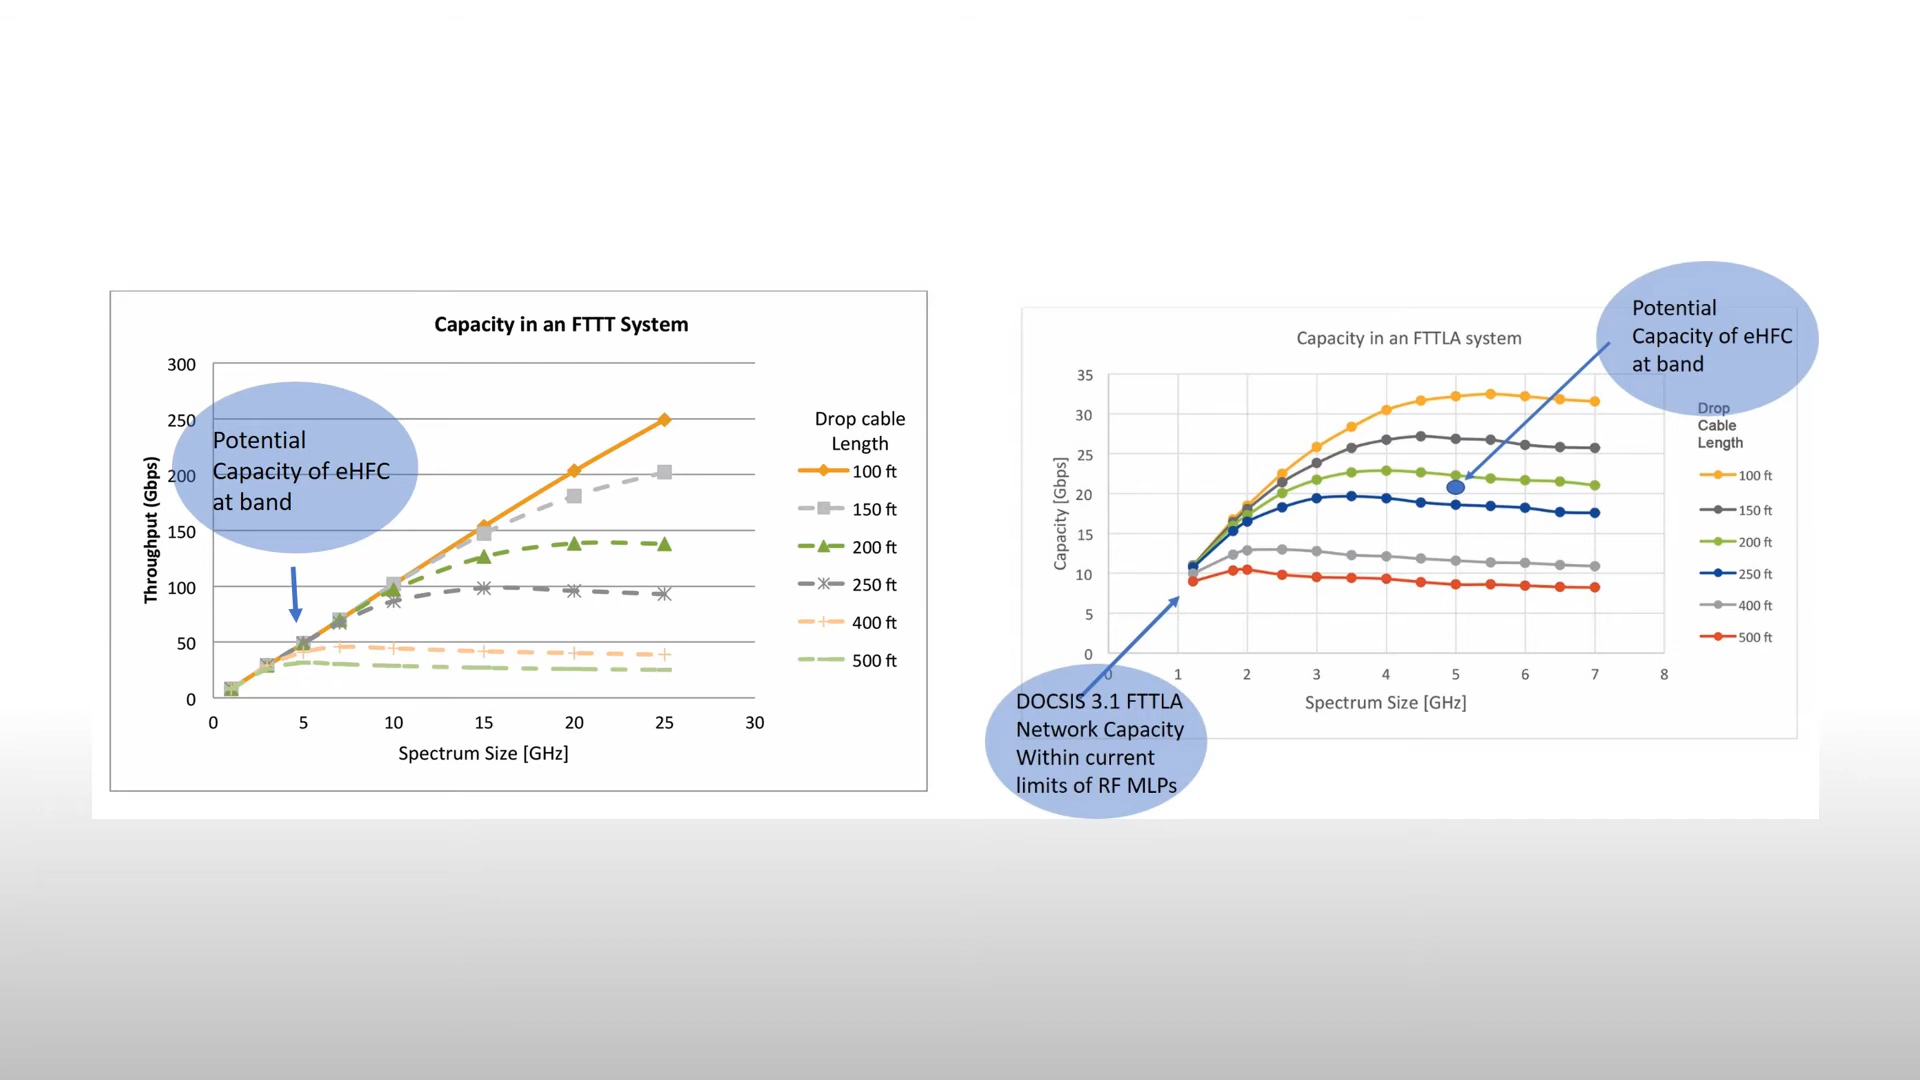 Capacity in an FTTT System
300
250
200
150
100
50
0
Throughput (Gbps)
0 5 10 15 20 25 30
Spectrum Size [GHz]
Potential
Capacity of eHFC
at band
Drop cable
Length
100 ft
150 ft
200 ft
250 ft
400 ft
500 ft
Capacity in an FTTLA system
35
30
25
20
15
10
5
0
Capacity [Gbps]
0 1 2 3 4 5 6 7 8
Spectrum Size [GHz]
Potential
Capacity of eHFC
at band
Drop
Cable
Length
100 ft
150 ft
200 ft
250 ft
400 ft
500 ft
DOCSIS 3.1 FTTLA
Network Capacity
Within current
limits of RF MLPs